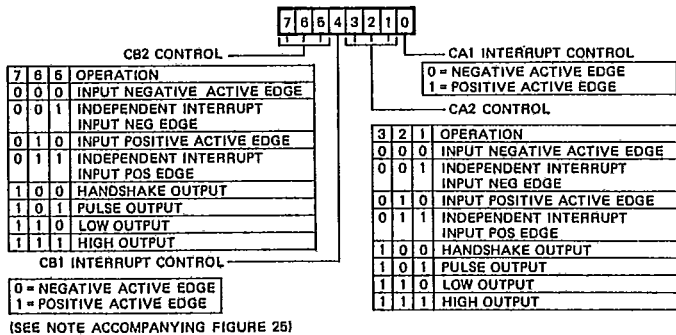 7 6 5 4 3 2 1 0
CB2 CONTROL
7 6 5 OPERATION
0 0 0 INPUT NEGATIVE ACTIVE EDGE
0 0 1 INDEPENDENT INTERRUPT
INPUT NEG EDGE
0 1 0 INPUT POSITIVE ACTIVE EDGE
0 1 1 INDEPENDENT INTERRUPT
INPUT POS EDGE
1 0 0 HANDSHAKE OUTPUT
1 0 1 PULSE OUTPUT
1 1 0 LOW OUTPUT
1 1 1 HIGH OUTPUT
CB1 INTERRUPT CONTROL
0 = NEGATIVE ACTIVE EDGE
1 = POSITIVE ACTIVE EDGE
(SEE NOTE ACCOMPANYING FIGURE 25)
CA1 INTERRUPT CONTROL
0 = NEGATIVE ACTIVE EDGE
1 = POSITIVE ACTIVE EDGE
CA2 CONTROL
3 2 1 OPERATION
0 0 0 INPUT NEGATIVE ACTIVE EDGE
0 0 1 INDEPENDENT INTERRUPT
INPUT NEG EDGE
0 1 0 INPUT POSITIVE ACTIVE EDGE
0 1 1 INDEPENDENT INTERRUPT
INPUT POS EDGE
1 0 0 HANDSHAKE OUTPUT
1 0 1 PULSE OUTPUT
1 1 0 LOW OUTPUT
1 1 1 HIGH OUTPUT